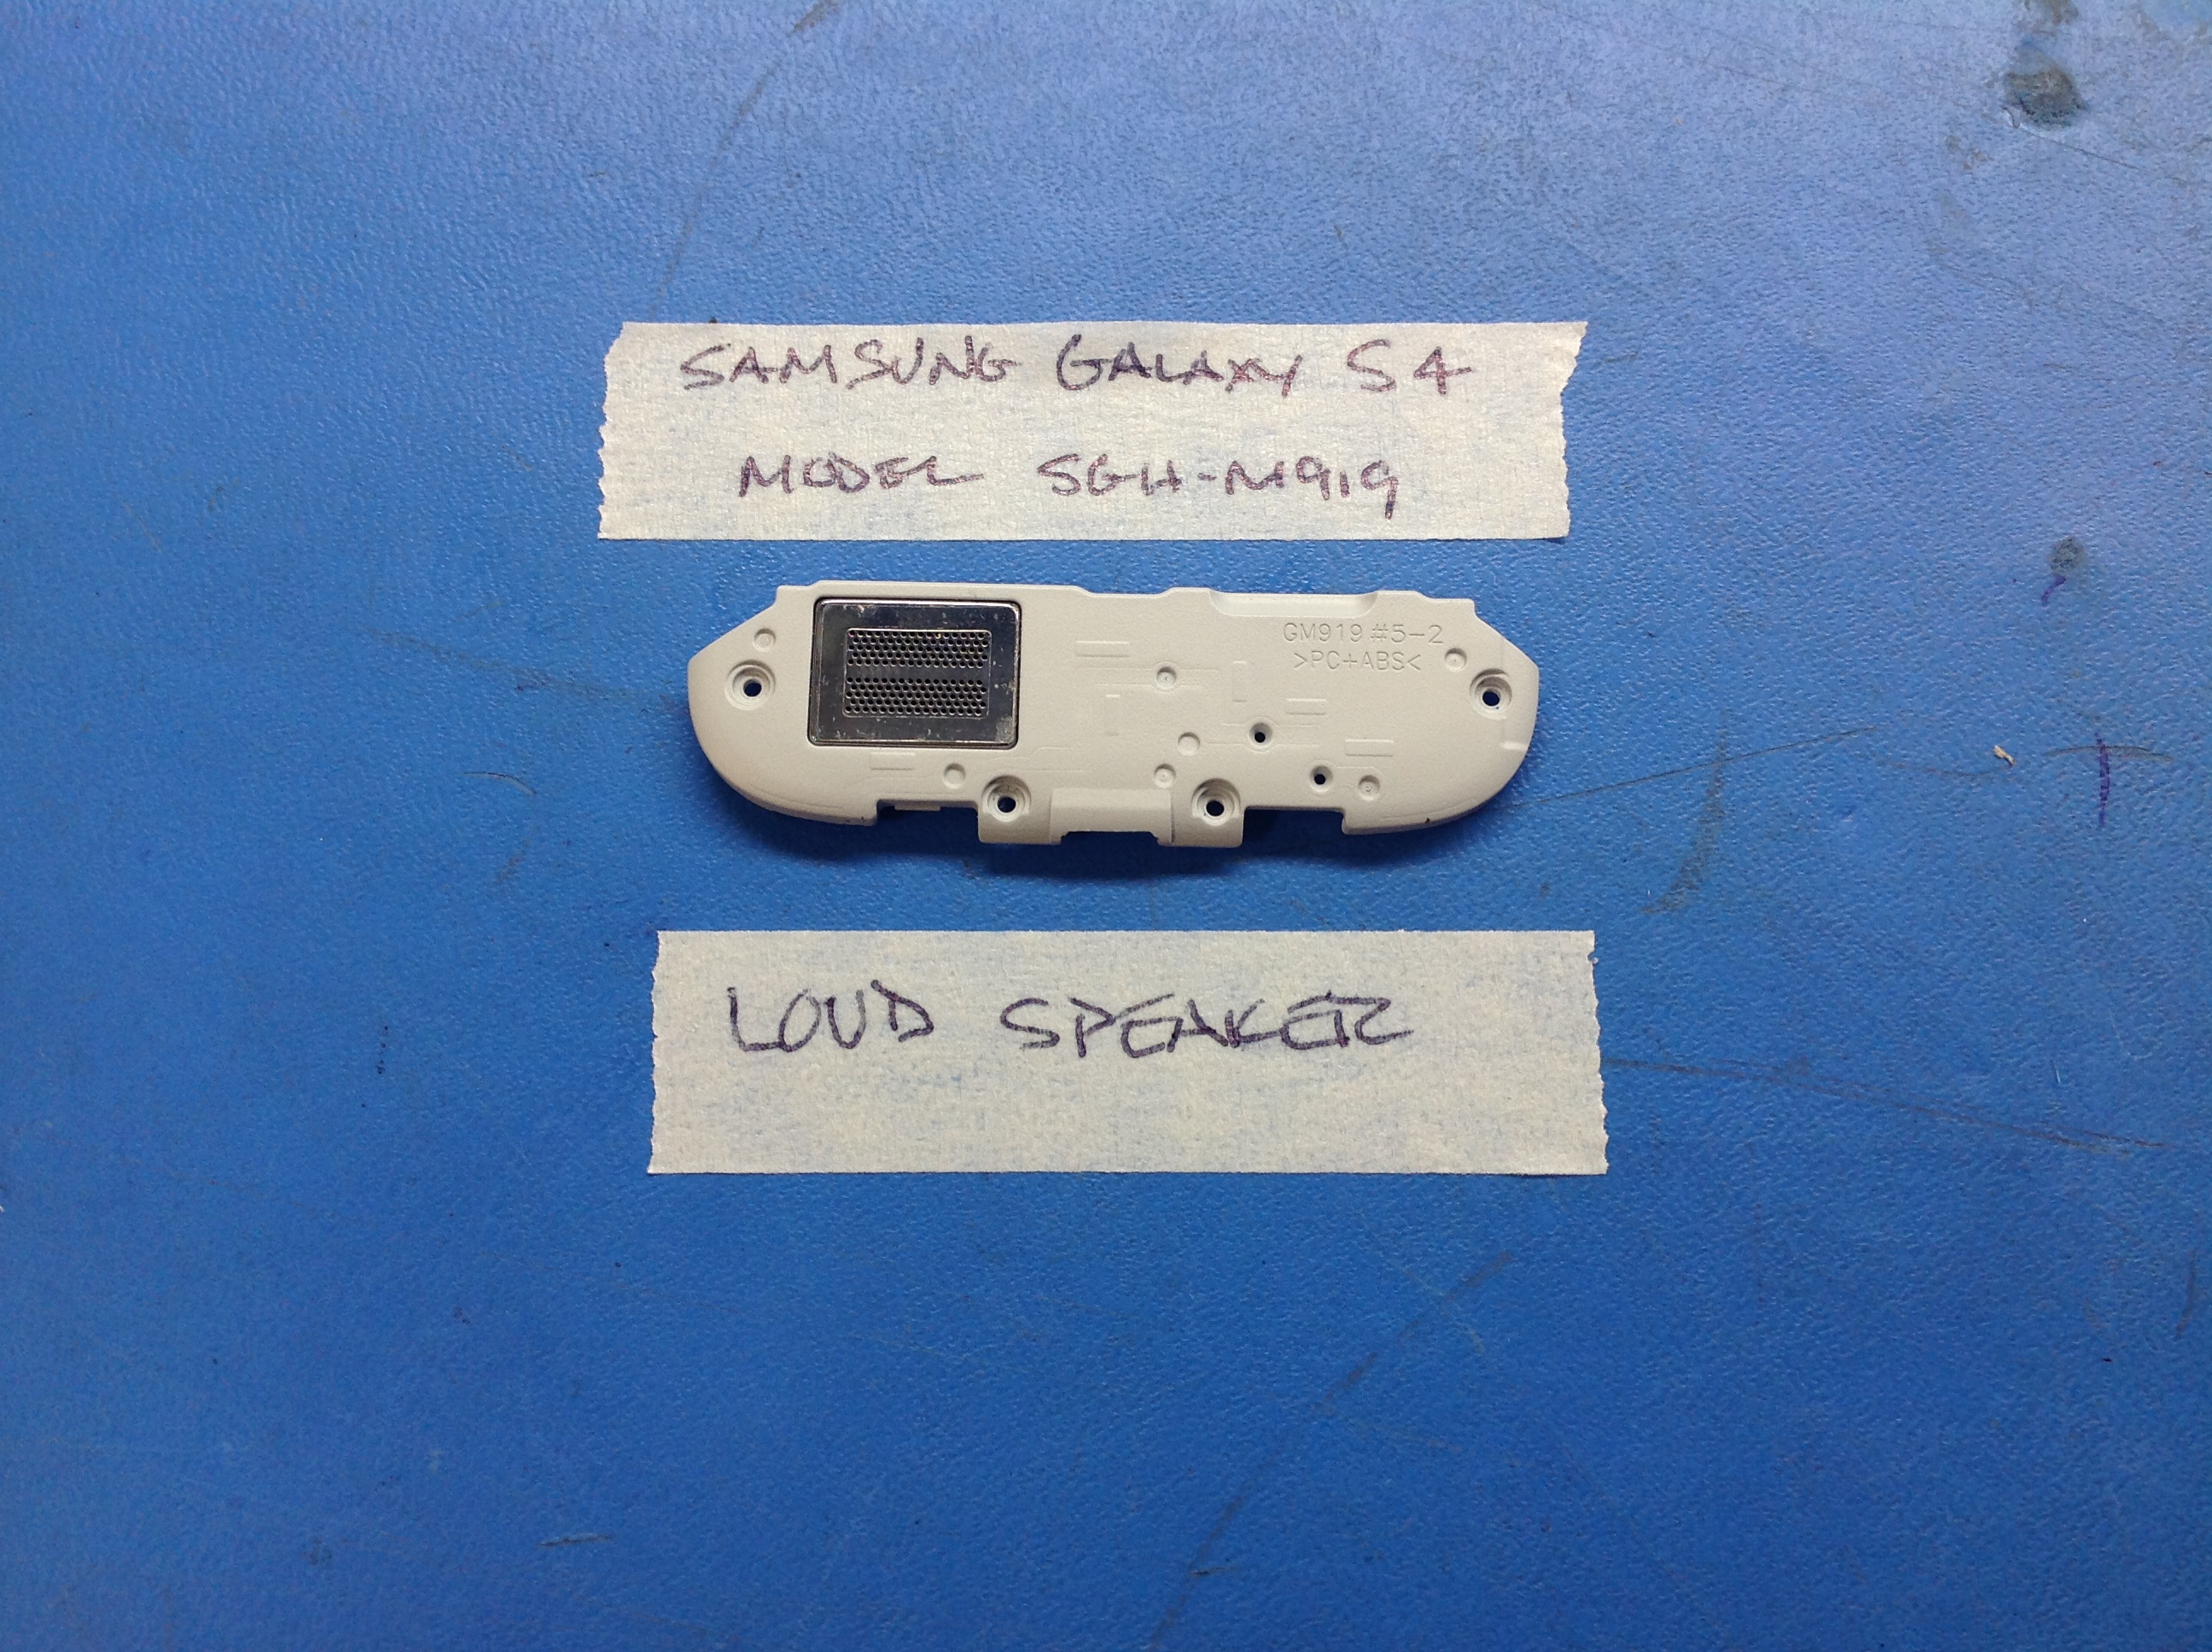 SAMSUNG GALAXY S4
MODEL SGH-M919
GM919 #5-2
>PC+ABS<
LOUD SPEAKER